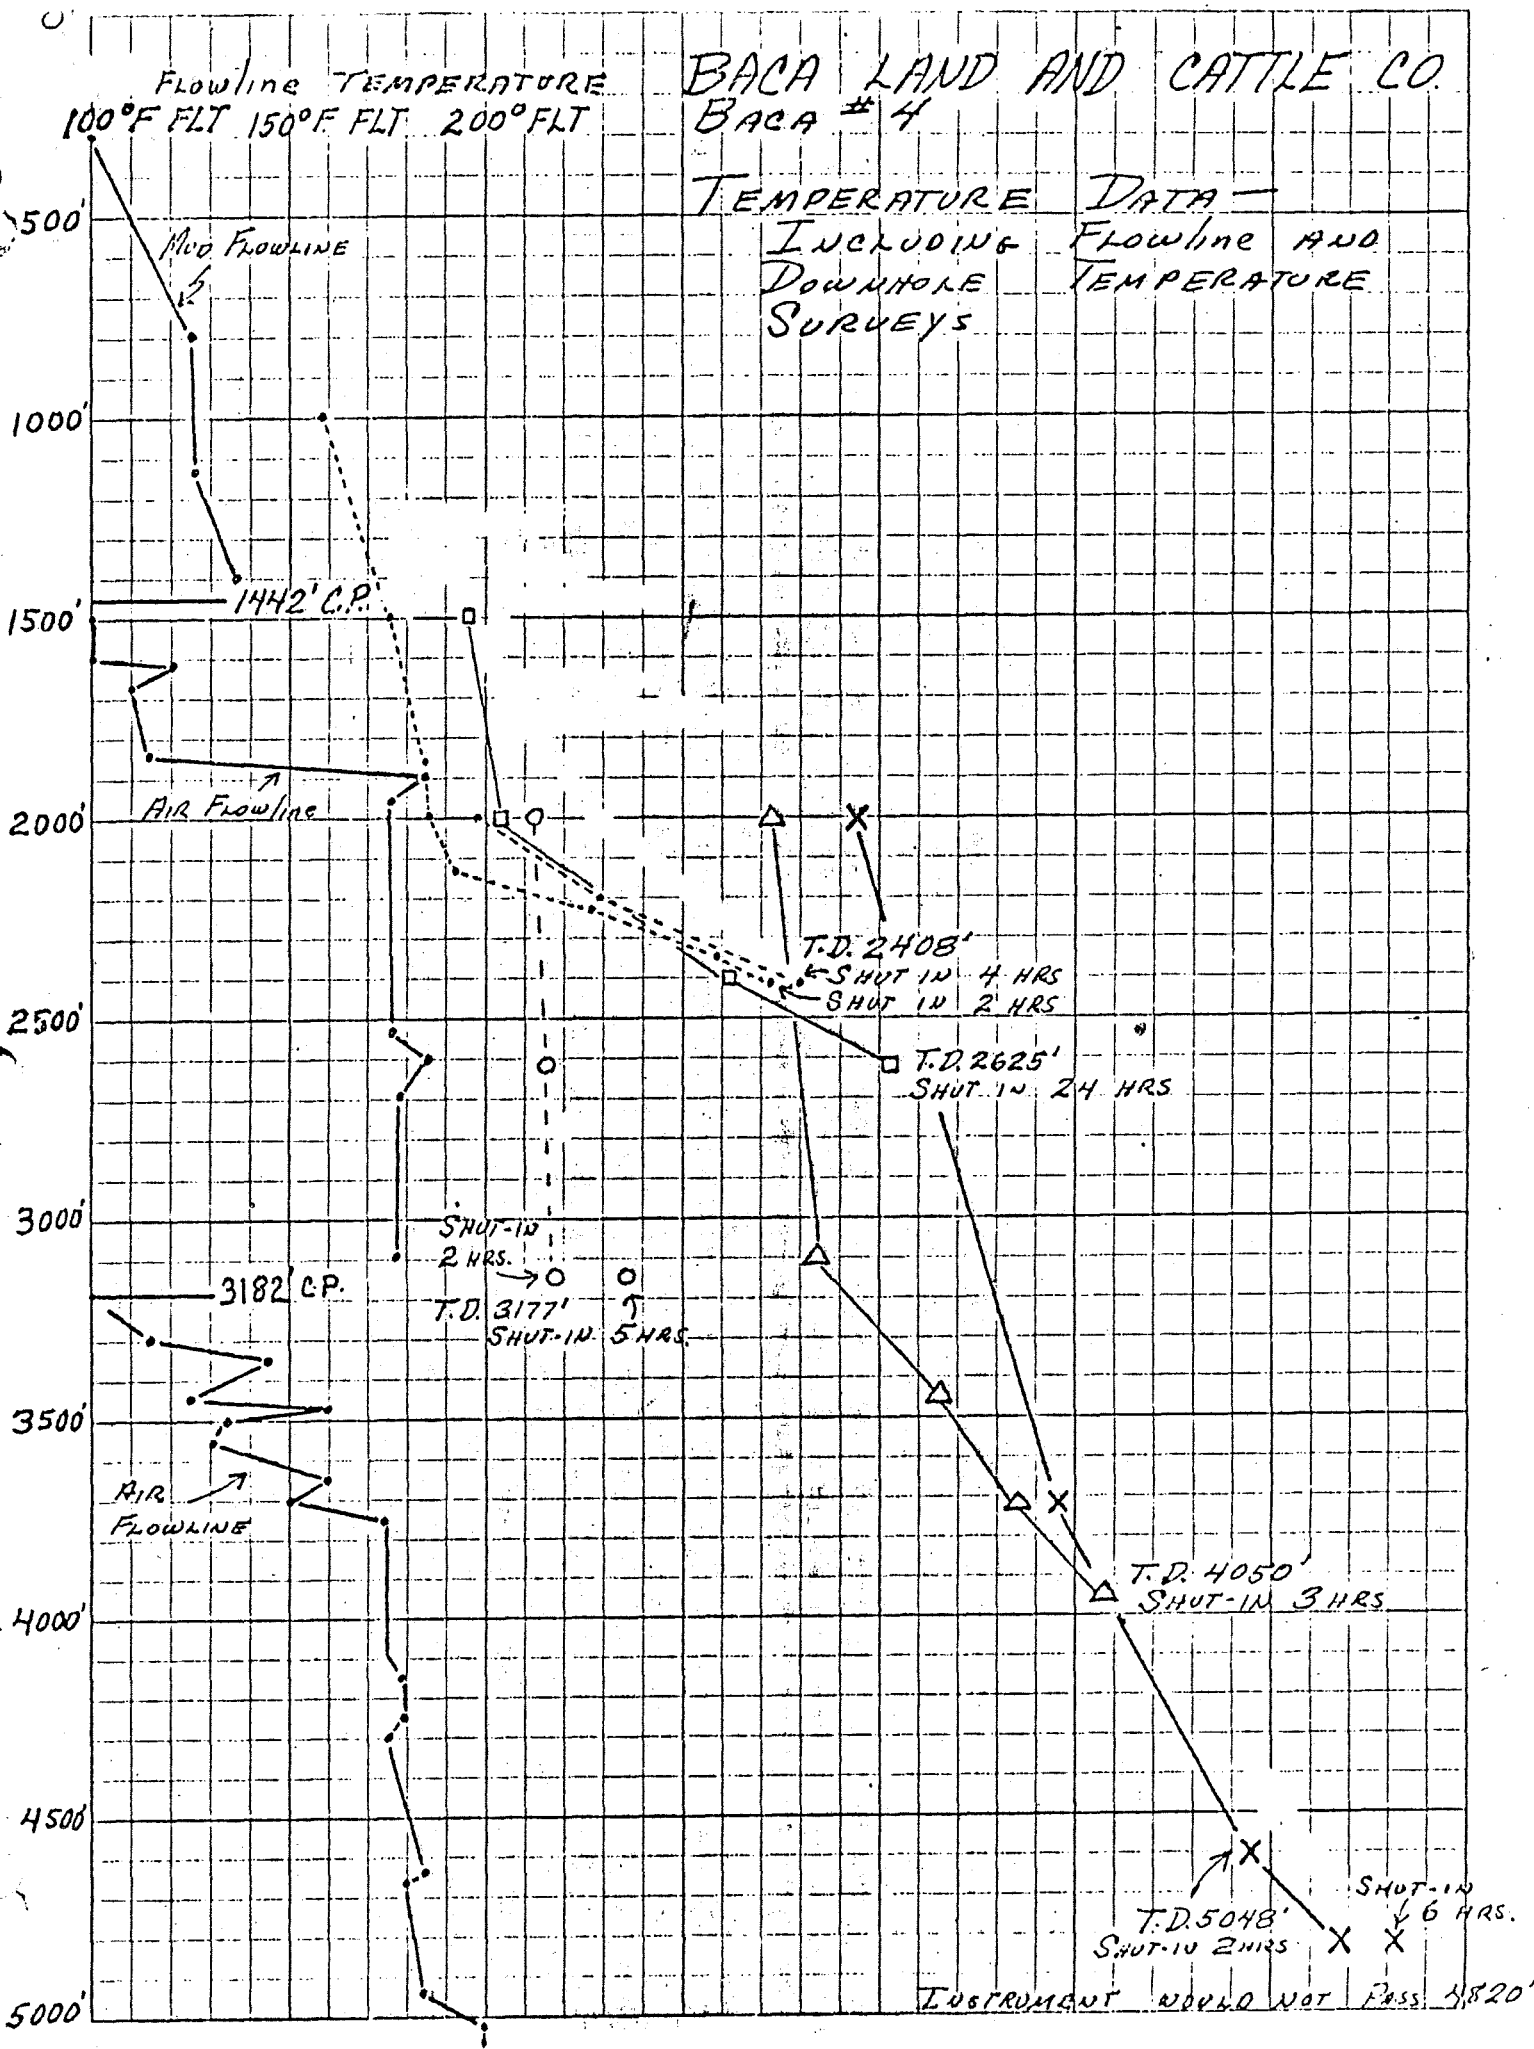 0'
Flowline TEMPERATURE
100°F FLT 150°F FLT 200° FLT
BACA LAND AND CATTLE CO.
BACA # 4
TEMPERATURE DATA —
INCLUDING Flowline AND
DOWNHOLE TEMPERATURE
SURVEYS
500'
MUD FLOWLINE
1000'
1442' C.P.
1500'
AIR Flowline
2000'
T.D. 2408'
SHUT IN 4 HRS
SHUT IN 2 HRS
2500'
T.D. 2625'
SHUT IN 24 HRS
3000'
SHUT-IN
2 HRS.
3182' C.P.
T.D. 3177'
SHUT-IN 5 HRS.
3500'
AIR
FLOWLINE
T.D. 4050'
SHUT-IN 3 HRS
4000'
4500'
SHUT-IN
6 HRS.
T.D. 5048'
SHUT-IN 2 HRS
INSTRUMENT WOULD NOT PASS 4820'
5000'